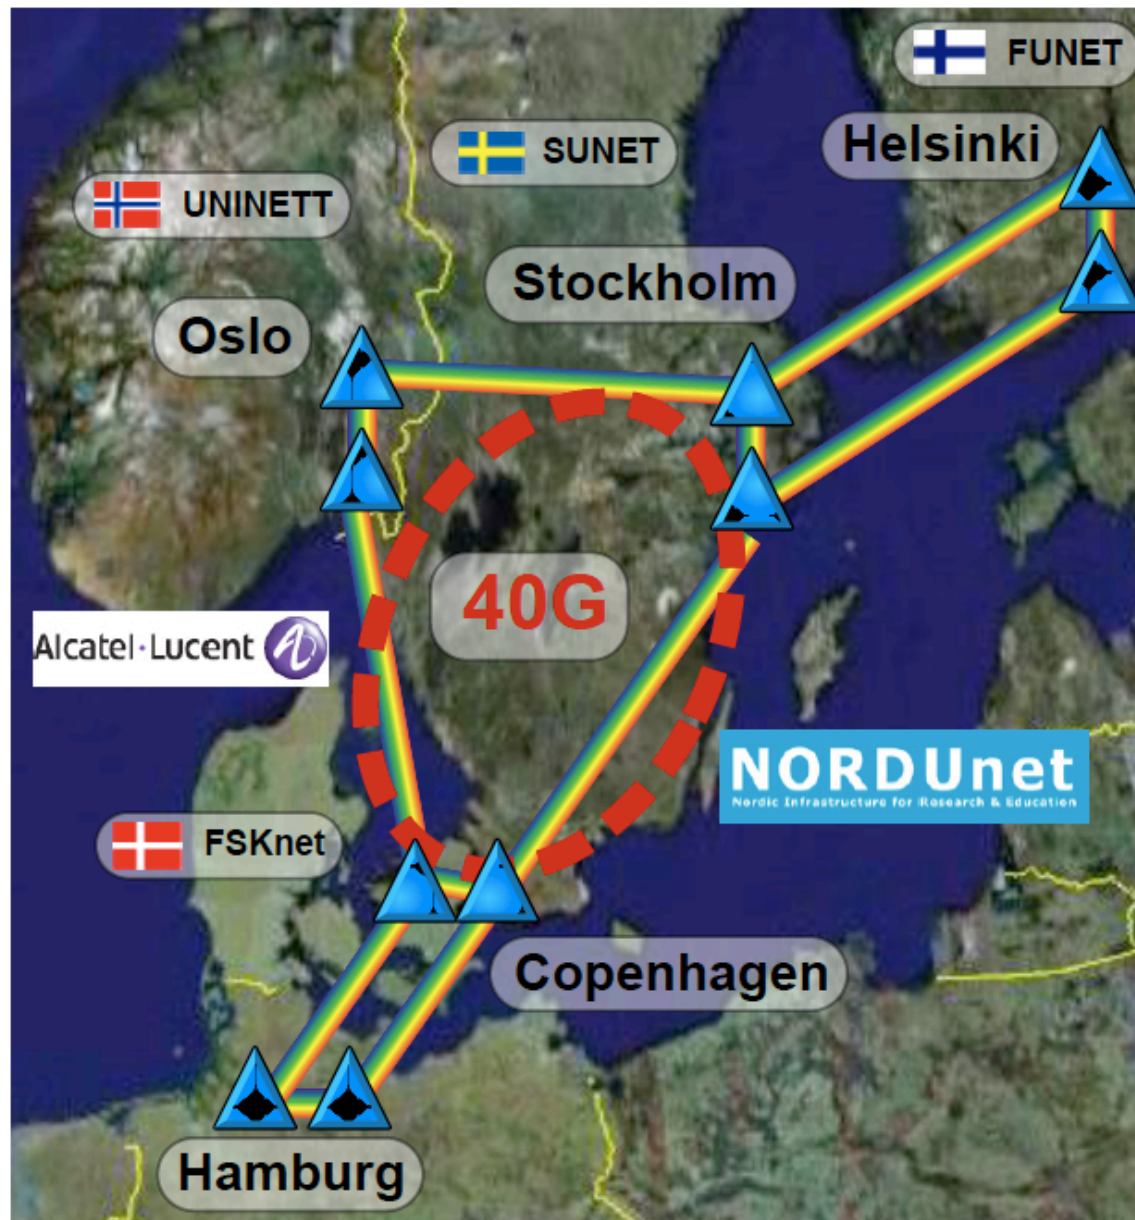 FUNET
SUNET
Helsinki
UNINETT
Stockholm
Oslo
40G
Alcatel·Lucent
NORDUnet
Nordic Infrastructure for Research & Education
FSKnet
Copenhagen
Hamburg